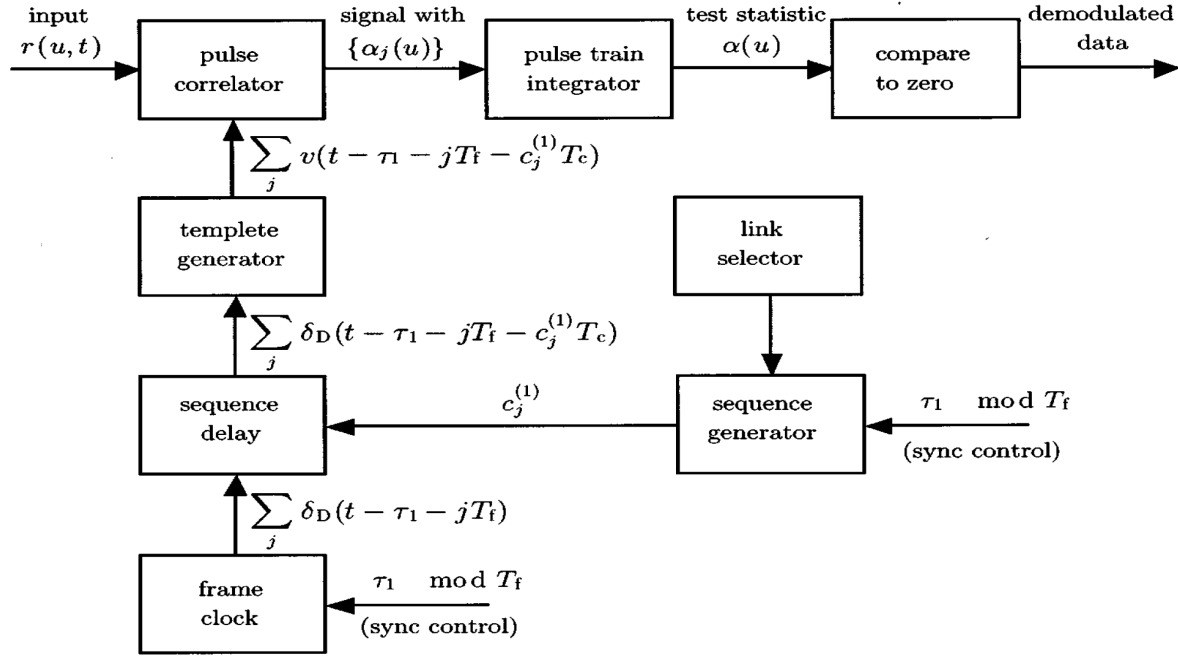 input
r(u, t)
pulse
correlator
signal with
{α_j(u)}
pulse train
integrator
test statistic
α(u)
compare
to zero
demodulated
data
∑_j v(t − τ_1 − jT_f − c_j^(1) T_c)
templete
generator
link
selector
∑_j δ_D(t − τ_1 − jT_f − c_j^(1) T_c)
sequence
delay
c_j^(1)
sequence
generator
τ_1 mod T_f
(sync control)
∑_j δ_D(t − τ_1 − jT_f)
frame
clock
τ_1 mod T_f
(sync control)